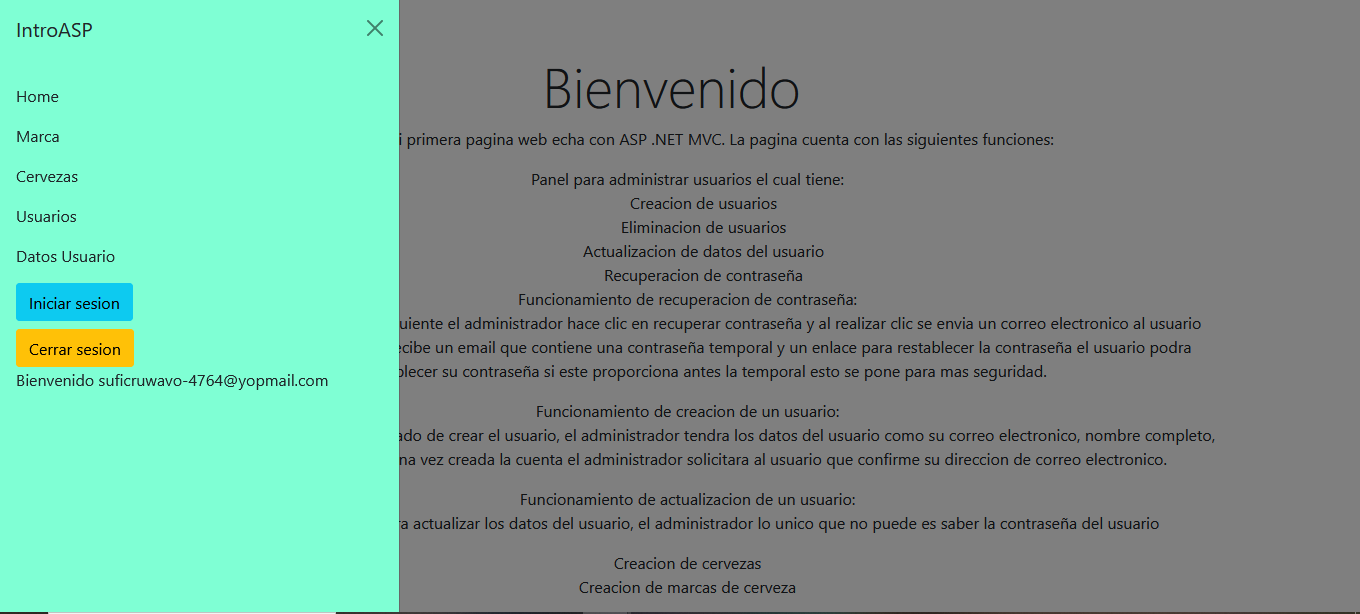 IntroASP
Home
Marca
Cervezas
Usuarios
Datos Usuario
Iniciar sesion
Cerrar sesion
Bienvenido suficruwavo-4764@yopmail.com
Bienvenido
primera pagina web echa con ASP .NET MVC. La pagina cuenta con las siguientes funciones:
Panel para administrar usuarios el cual tiene:
Creacion de usuarios
Eliminacion de usuarios
Actualizacion de datos del usuario
Recuperacion de contraseña
Funcionamiento de recuperacion de contraseña:
uiente el administrador hace clic en recuperar contraseña y al realizar clic se envia un correo electronico al usuario
ecibe un email que contiene una contraseña temporal y un enlace para restablecer la contraseña el usuario podra
blecer su contraseña si este proporciona antes la temporal esto se pone para mas seguridad.
Funcionamiento de creacion de un usuario:
ado de crear el usuario, el administrador tendra los datos del usuario como su correo electronico, nombre completo,
na vez creada la cuenta el administrador solicitara al usuario que confirme su direccion de correo electronico.
Funcionamiento de actualizacion de un usuario:
a actualizar los datos del usuario, el administrador lo unico que no puede es saber la contraseña del usuario
Creacion de cervezas
Creacion de marcas de cerveza